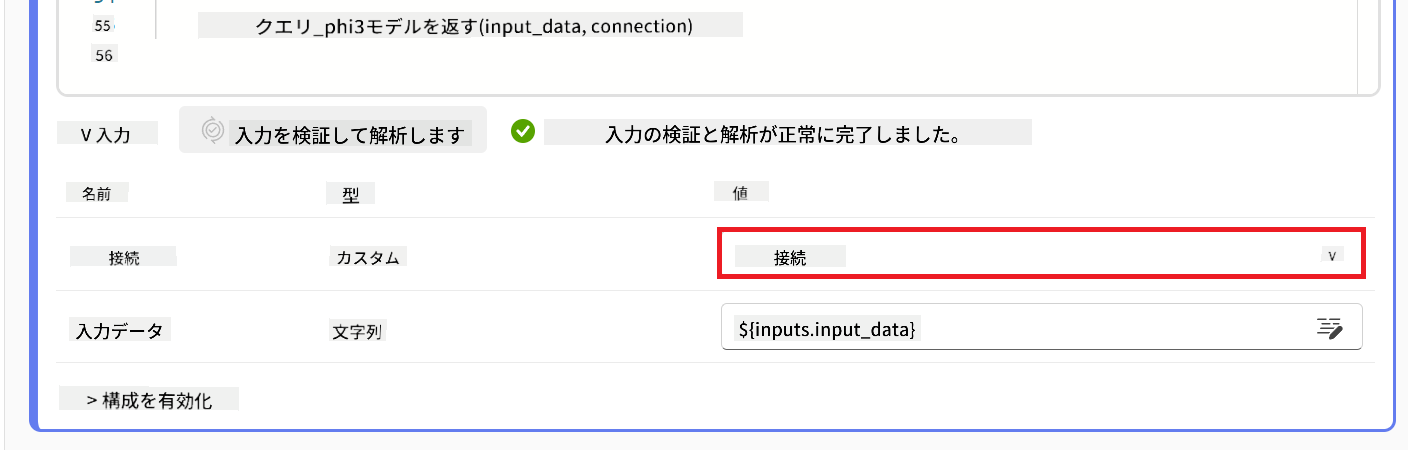 55 クエリ_phi3モデルを返す(input_data, connection)
56
∨ 入力 入力を検証して解析します 入力の検証と解析が正常に完了しました。
名前 型 値
接続 カスタム 接続 ∨
入力データ 文字列 ${inputs.input_data}
> 構成を有効化